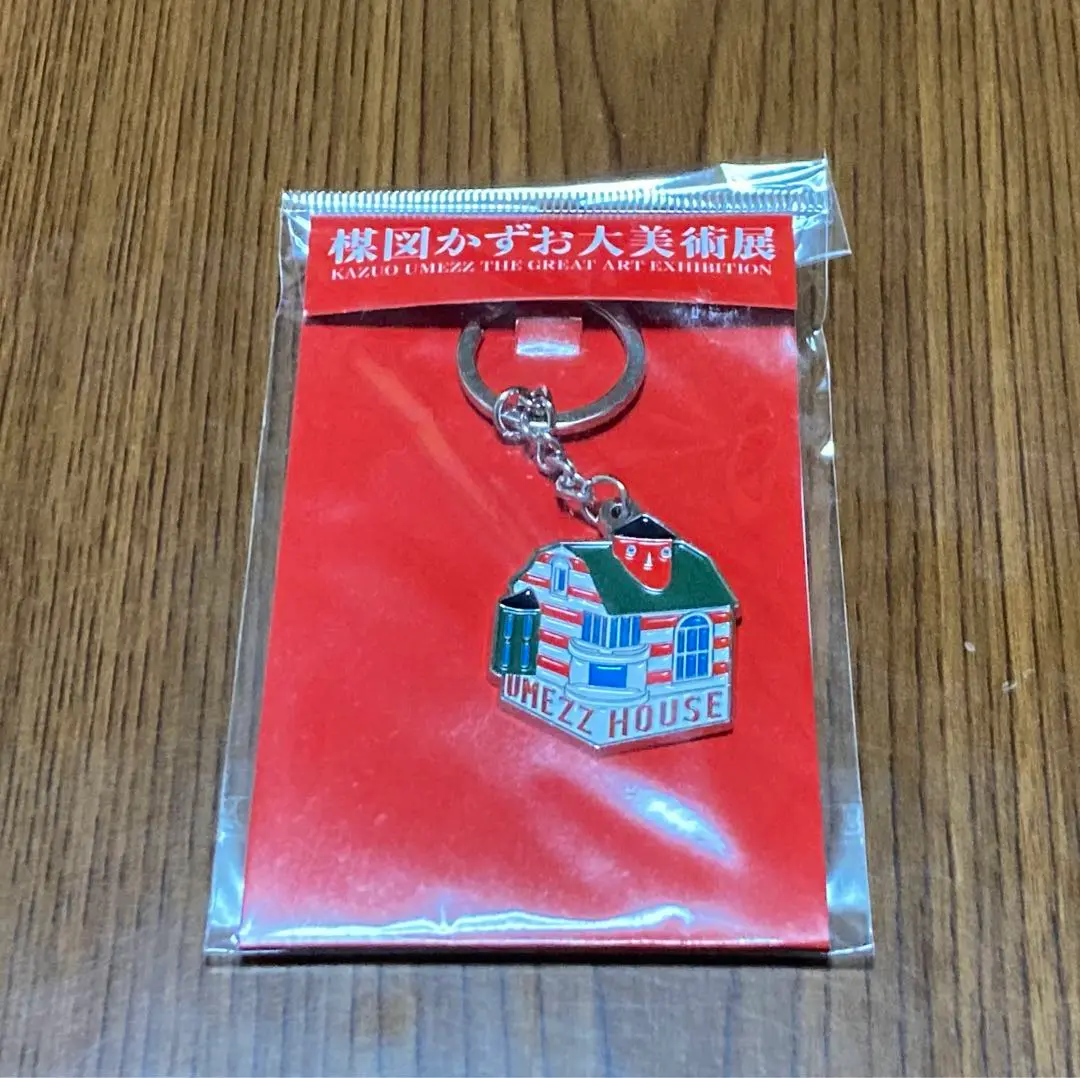 楳図かずお大美術展
KAZUO UMEZZ THE GREAT ART EXHIBITION
UMEZZ HOUSE